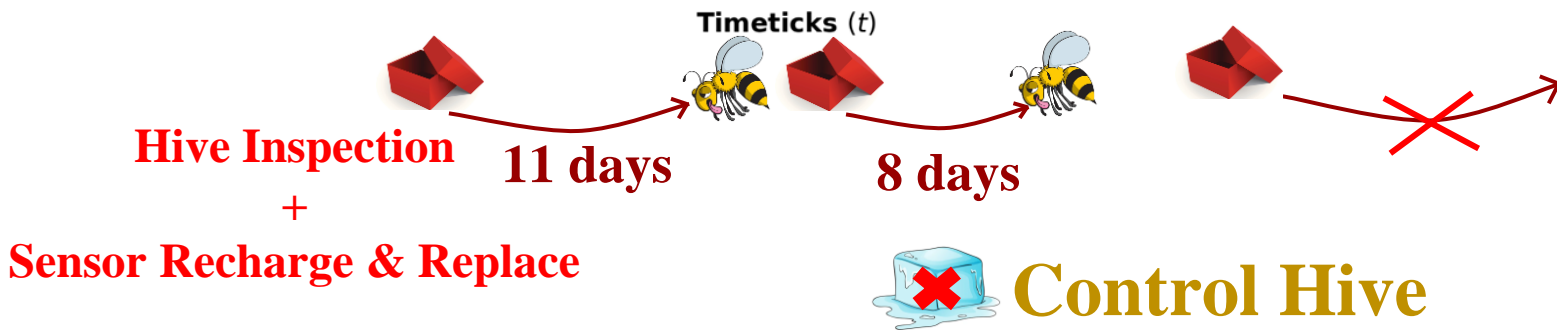 Timeticks (t)
Hive Inspection
+
Sensor Recharge & Replace
11 days
8 days
Control Hive